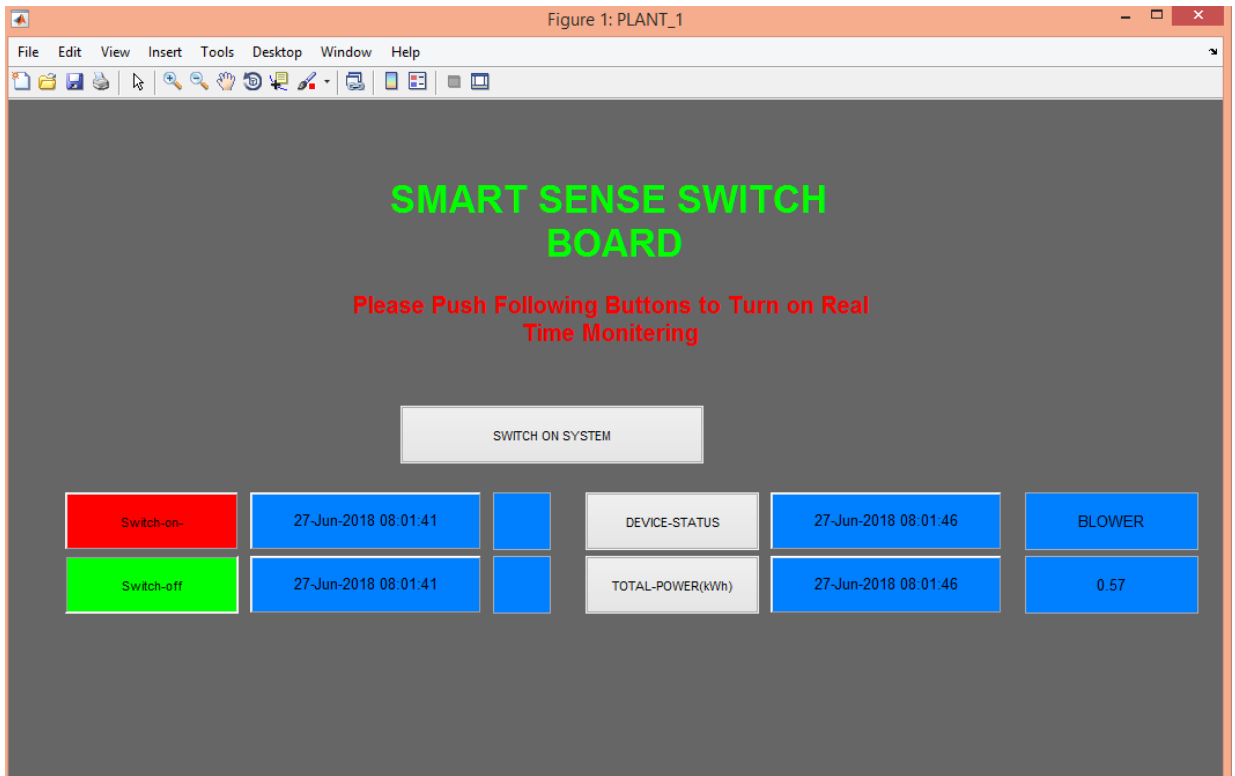 Figure 1: PLANT_1
File Edit View Insert Tools Desktop Window Help
SMART SENSE SWITCH
BOARD
Please Push Following Buttons to Turn on Real
Time Monitering
SWITCH ON SYSTEM
Switch-on- 27-Jun-2018 08:01:41 DEVICE-STATUS 27-Jun-2018 08:01:46 BLOWER
Switch-off 27-Jun-2018 08:01:41 TOTAL-POWER(kWh) 27-Jun-2018 08:01:46 0.57